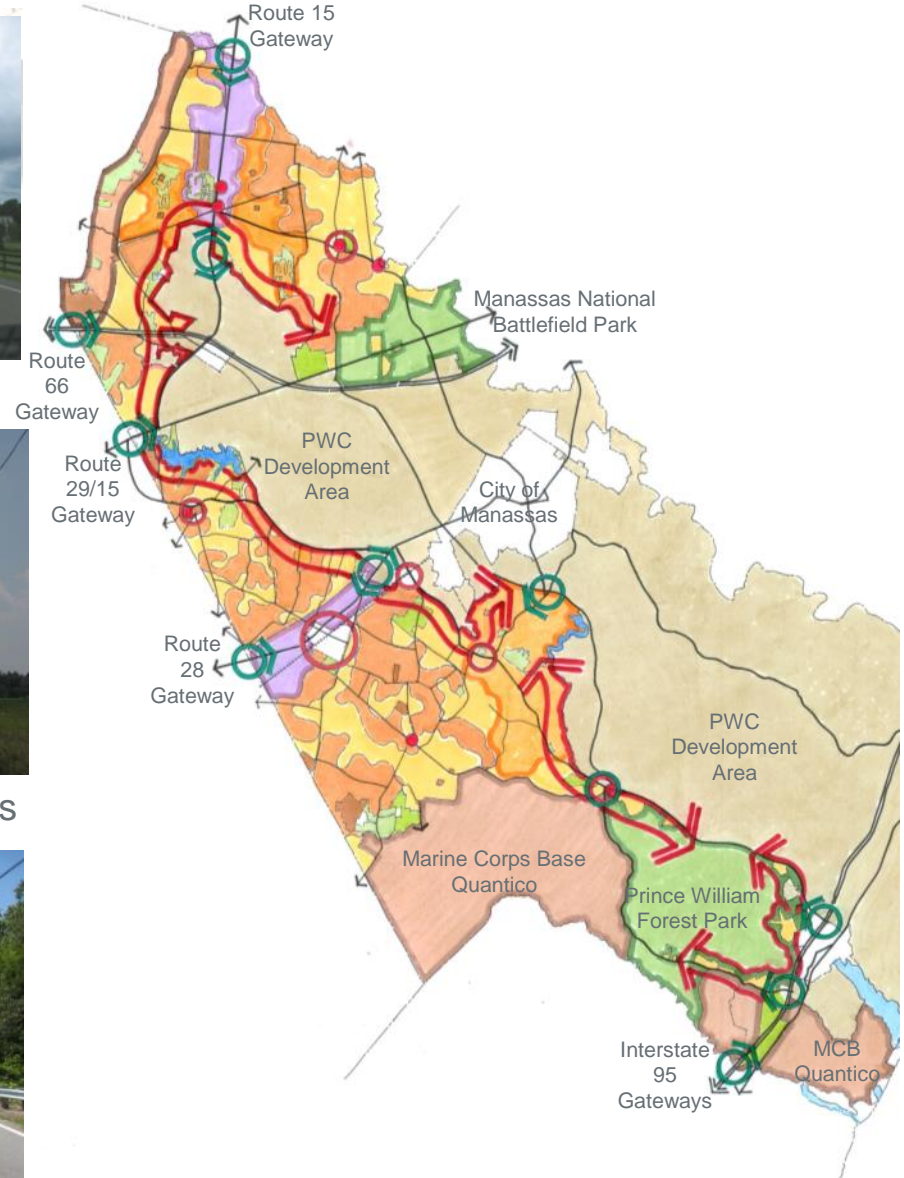 Route 15
Gateway
Manassas National
Battlefield Park
Route
66
Gateway
PWC
Development
Area
Route
29/15
Gateway
City of
Manassas
Route
28
Gateway
PWC
Development
Area
s
Marine Corps Base
Quantico
Prince William
Forest Park
Interstate
95
Gateways
MCB
Quantico